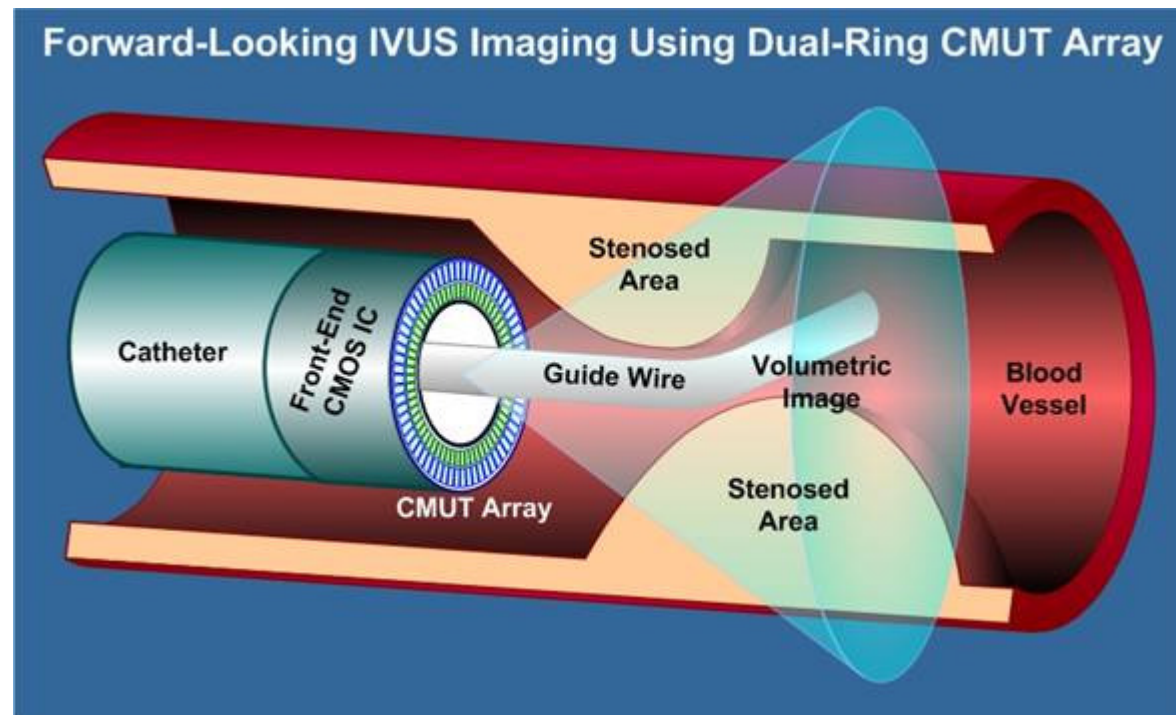 Forward-Looking IVUS Imaging Using Dual-Ring CMUT Array
Stenosed
Area
Catheter
Front-End
CMOS IC
Guide Wire
Volumetric
Image
Blood
Vessel
CMUT Array
Stenosed
Area